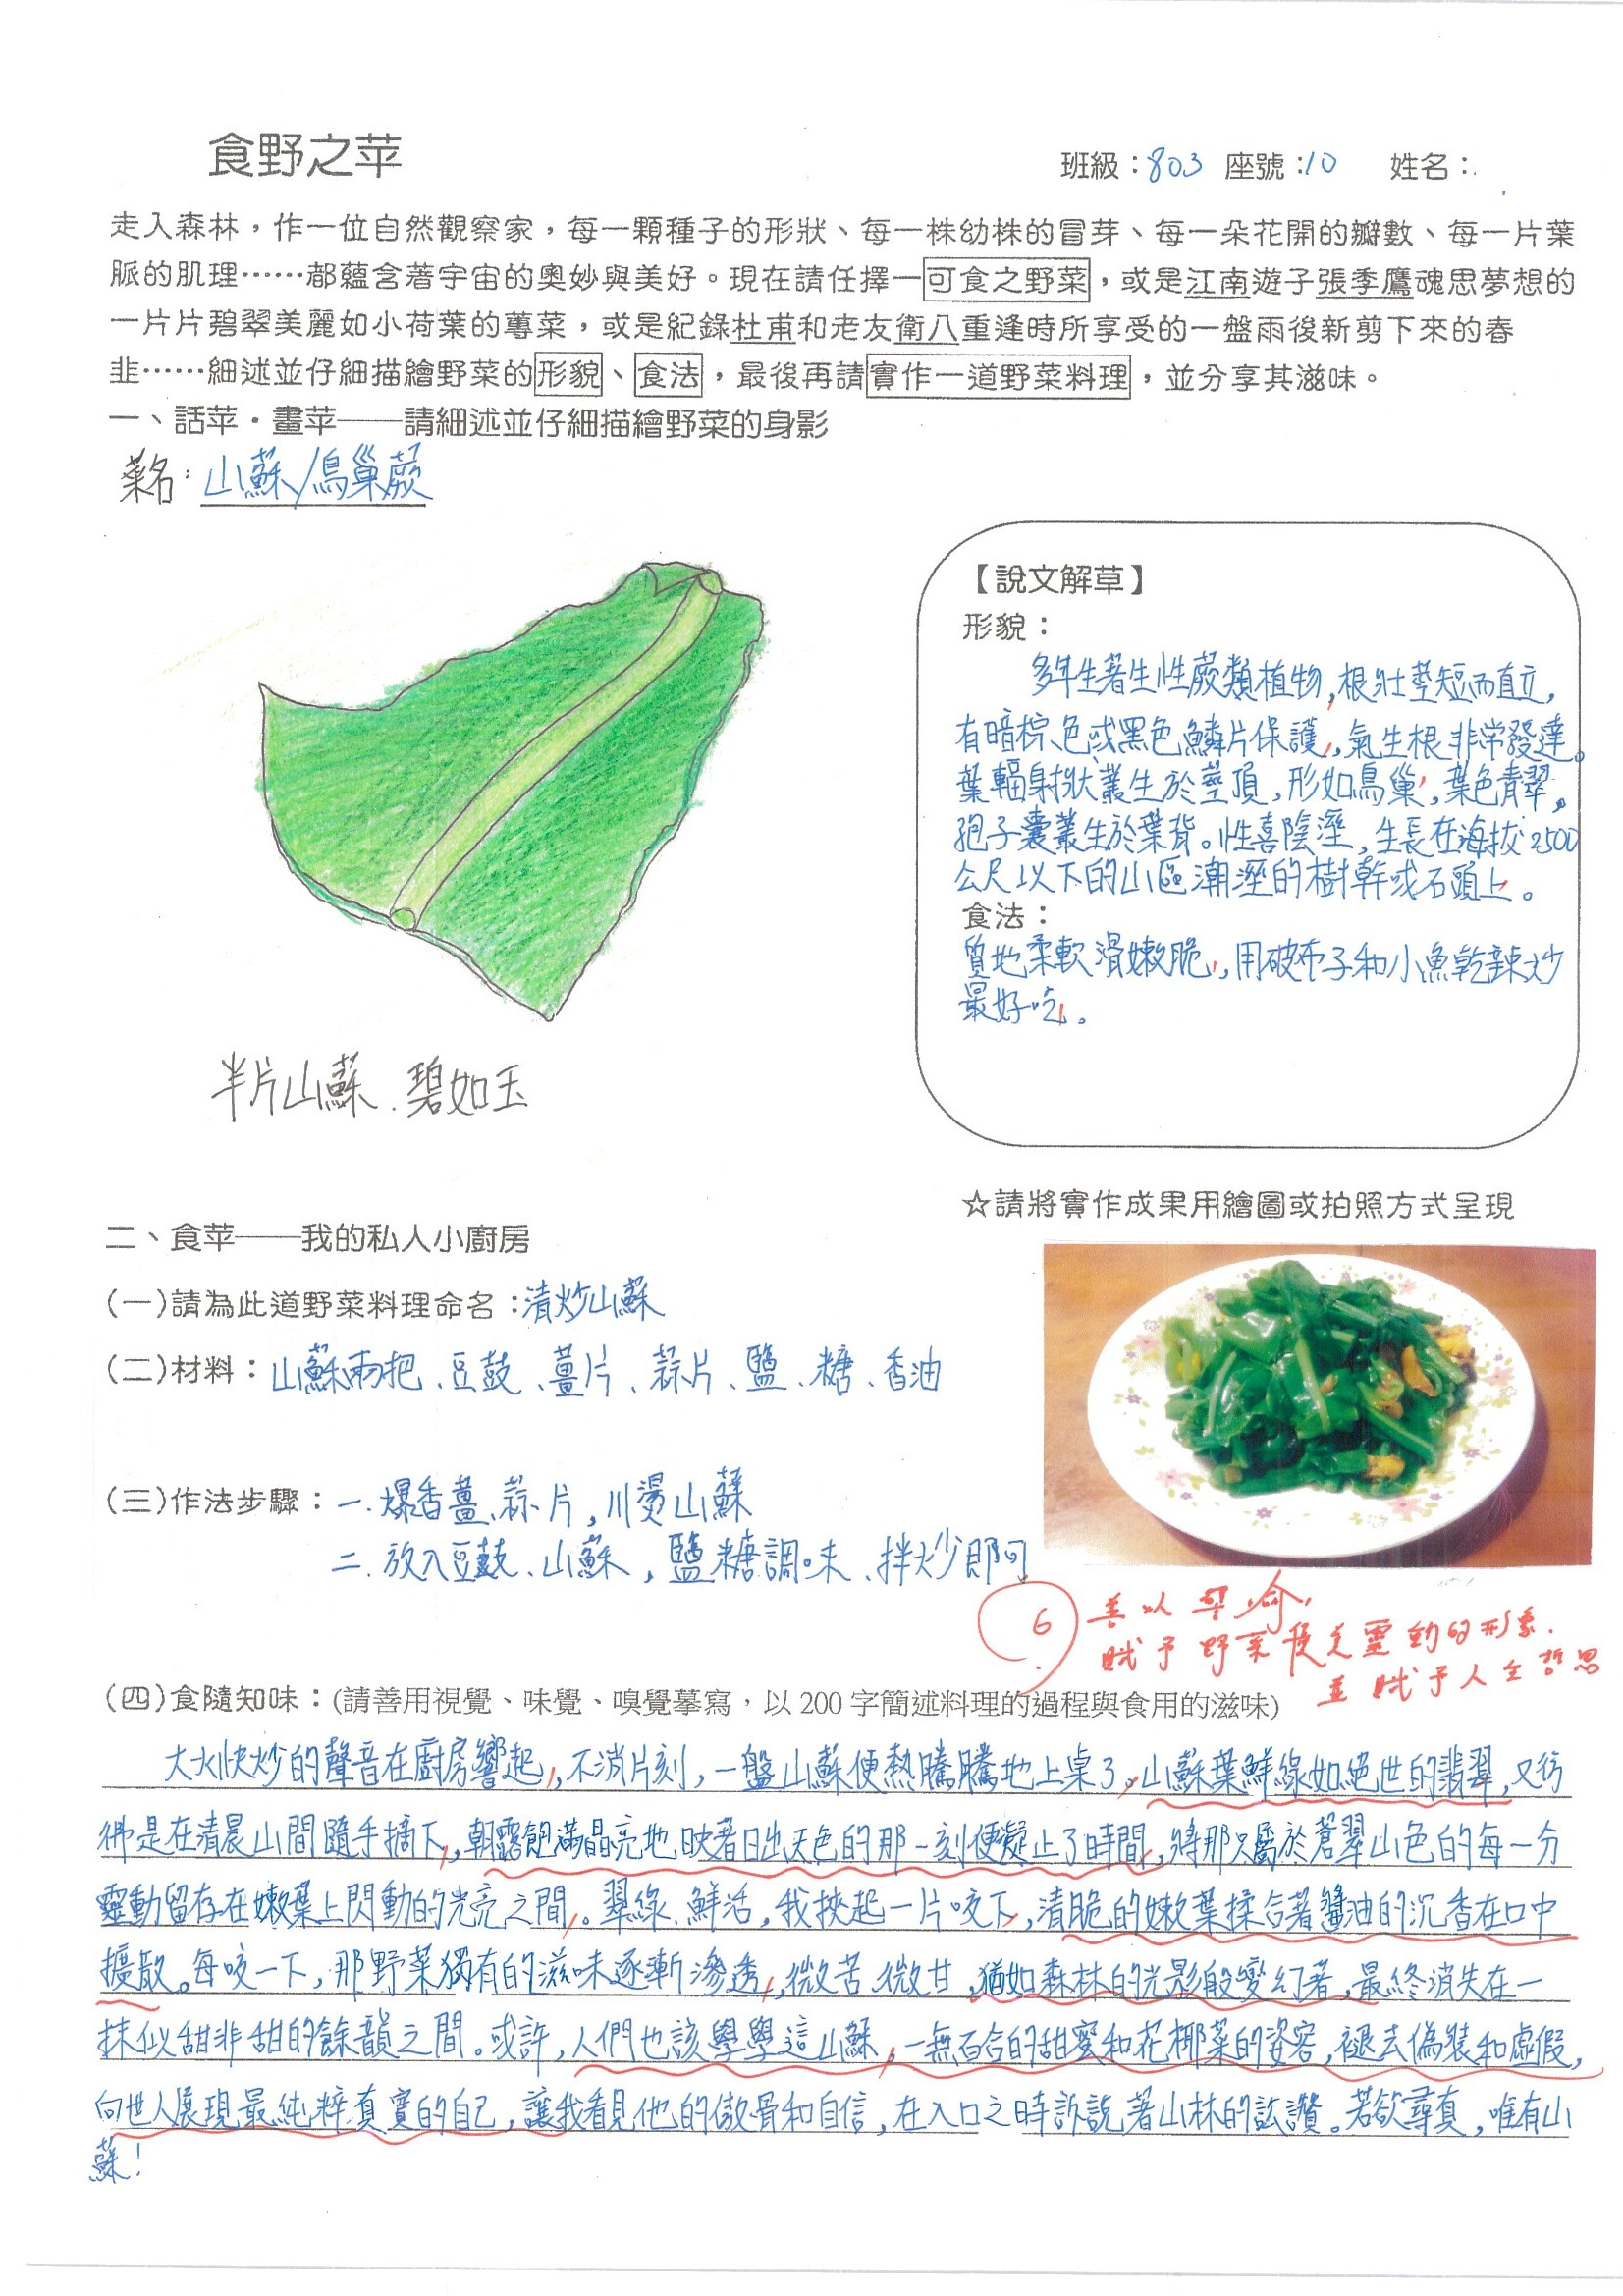 食野之苹
班級：803 座號：10 姓名：
走入森林，作一位自然觀察家，每一顆種子的形狀、每一株幼株的冒芽、每一朵花開的瓣數、每一片葉
脈的肌理……都蘊含著宇宙的奧妙與美好。現在請任擇一可食之野菜，或是江南遊子張季鷹魂思夢想的
一片片碧翠美麗如小荷葉的蓴菜，或是紀錄杜甫和老友衛八重逢時所享受的一盤雨後新剪下來的春
韭……細述並仔細描繪野菜的形貌、食法，最後再請實作一道野菜料理，並分享其滋味。
一、話苹・畫苹——請細述並仔細描繪野菜的身影
菜名：山蘇/鳥巢蕨
【說文解草】
形貌：
多年生著生性蕨類植物，根狀莖短而直立，
有暗棕色或黑色鱗片保護，氣生根非常發達。
葉輻射狀叢生於莖頂，形如鳥巢，葉色青翠，
孢子囊叢生於葉背。性喜陰溼，生長在海拔2500
公尺以下的山區潮溼的樹幹或石頭上。
食法：
質地柔軟滑嫩脆，用破布子和小魚乾辣炒
最好吃。
半片山蘇、碧如玉
☆請將實作成果用繪圖或拍照方式呈現
二、食苹——我的私人小廚房
(一)請為此道野菜料理命名：清炒山蘇
(二)材料：山蘇兩把、豆鼓、薑片、蒜片、鹽、糖、香油
(三)作法步驟：一.爆香薑、蒜片，川燙山蘇
二.放入豆鼓、山蘇，鹽糖調味、拌炒即可
6
善以譬喻，
賦予野菜優美靈動的形象.
並賦予人生哲思
(四)食隨知味：(請善用視覺、味覺、嗅覺摹寫，以 200 字簡述料理的過程與食用的滋味)
大火快炒的聲音在廚房響起，不消片刻，一盤山蘇便熱騰騰地上桌了。山蘇葉鮮綠如絕世的翡翠，又彷
彿是在清晨山間隨手摘下，朝露飽滿晶亮地映著日出天色的那一刻便凝止了時間，將那只屬於蒼翠山色的每一分
靈動留存在嫩葉上閃動的光亮之間。翠綠、鮮活，我挾起一片咬下，清脆的嫩葉揉合著醬油的沉香在口中
擴散。每咬一下，那野菜獨有的滋味逐漸滲透，微苦、微甘，猶如森林的光影般變幻著，最終消失在一
抹似甜非甜的餘韻之間。或許，人們也該學學這山蘇，一無百合的甜蜜和花椰菜的姿容，褪去偽裝和虛假，
向世人展現最純粹真實的自己，讓我看見他的傲骨和自信，在入口之時訴說著山林的訟讚。若欲尋真，唯有山
蘇！